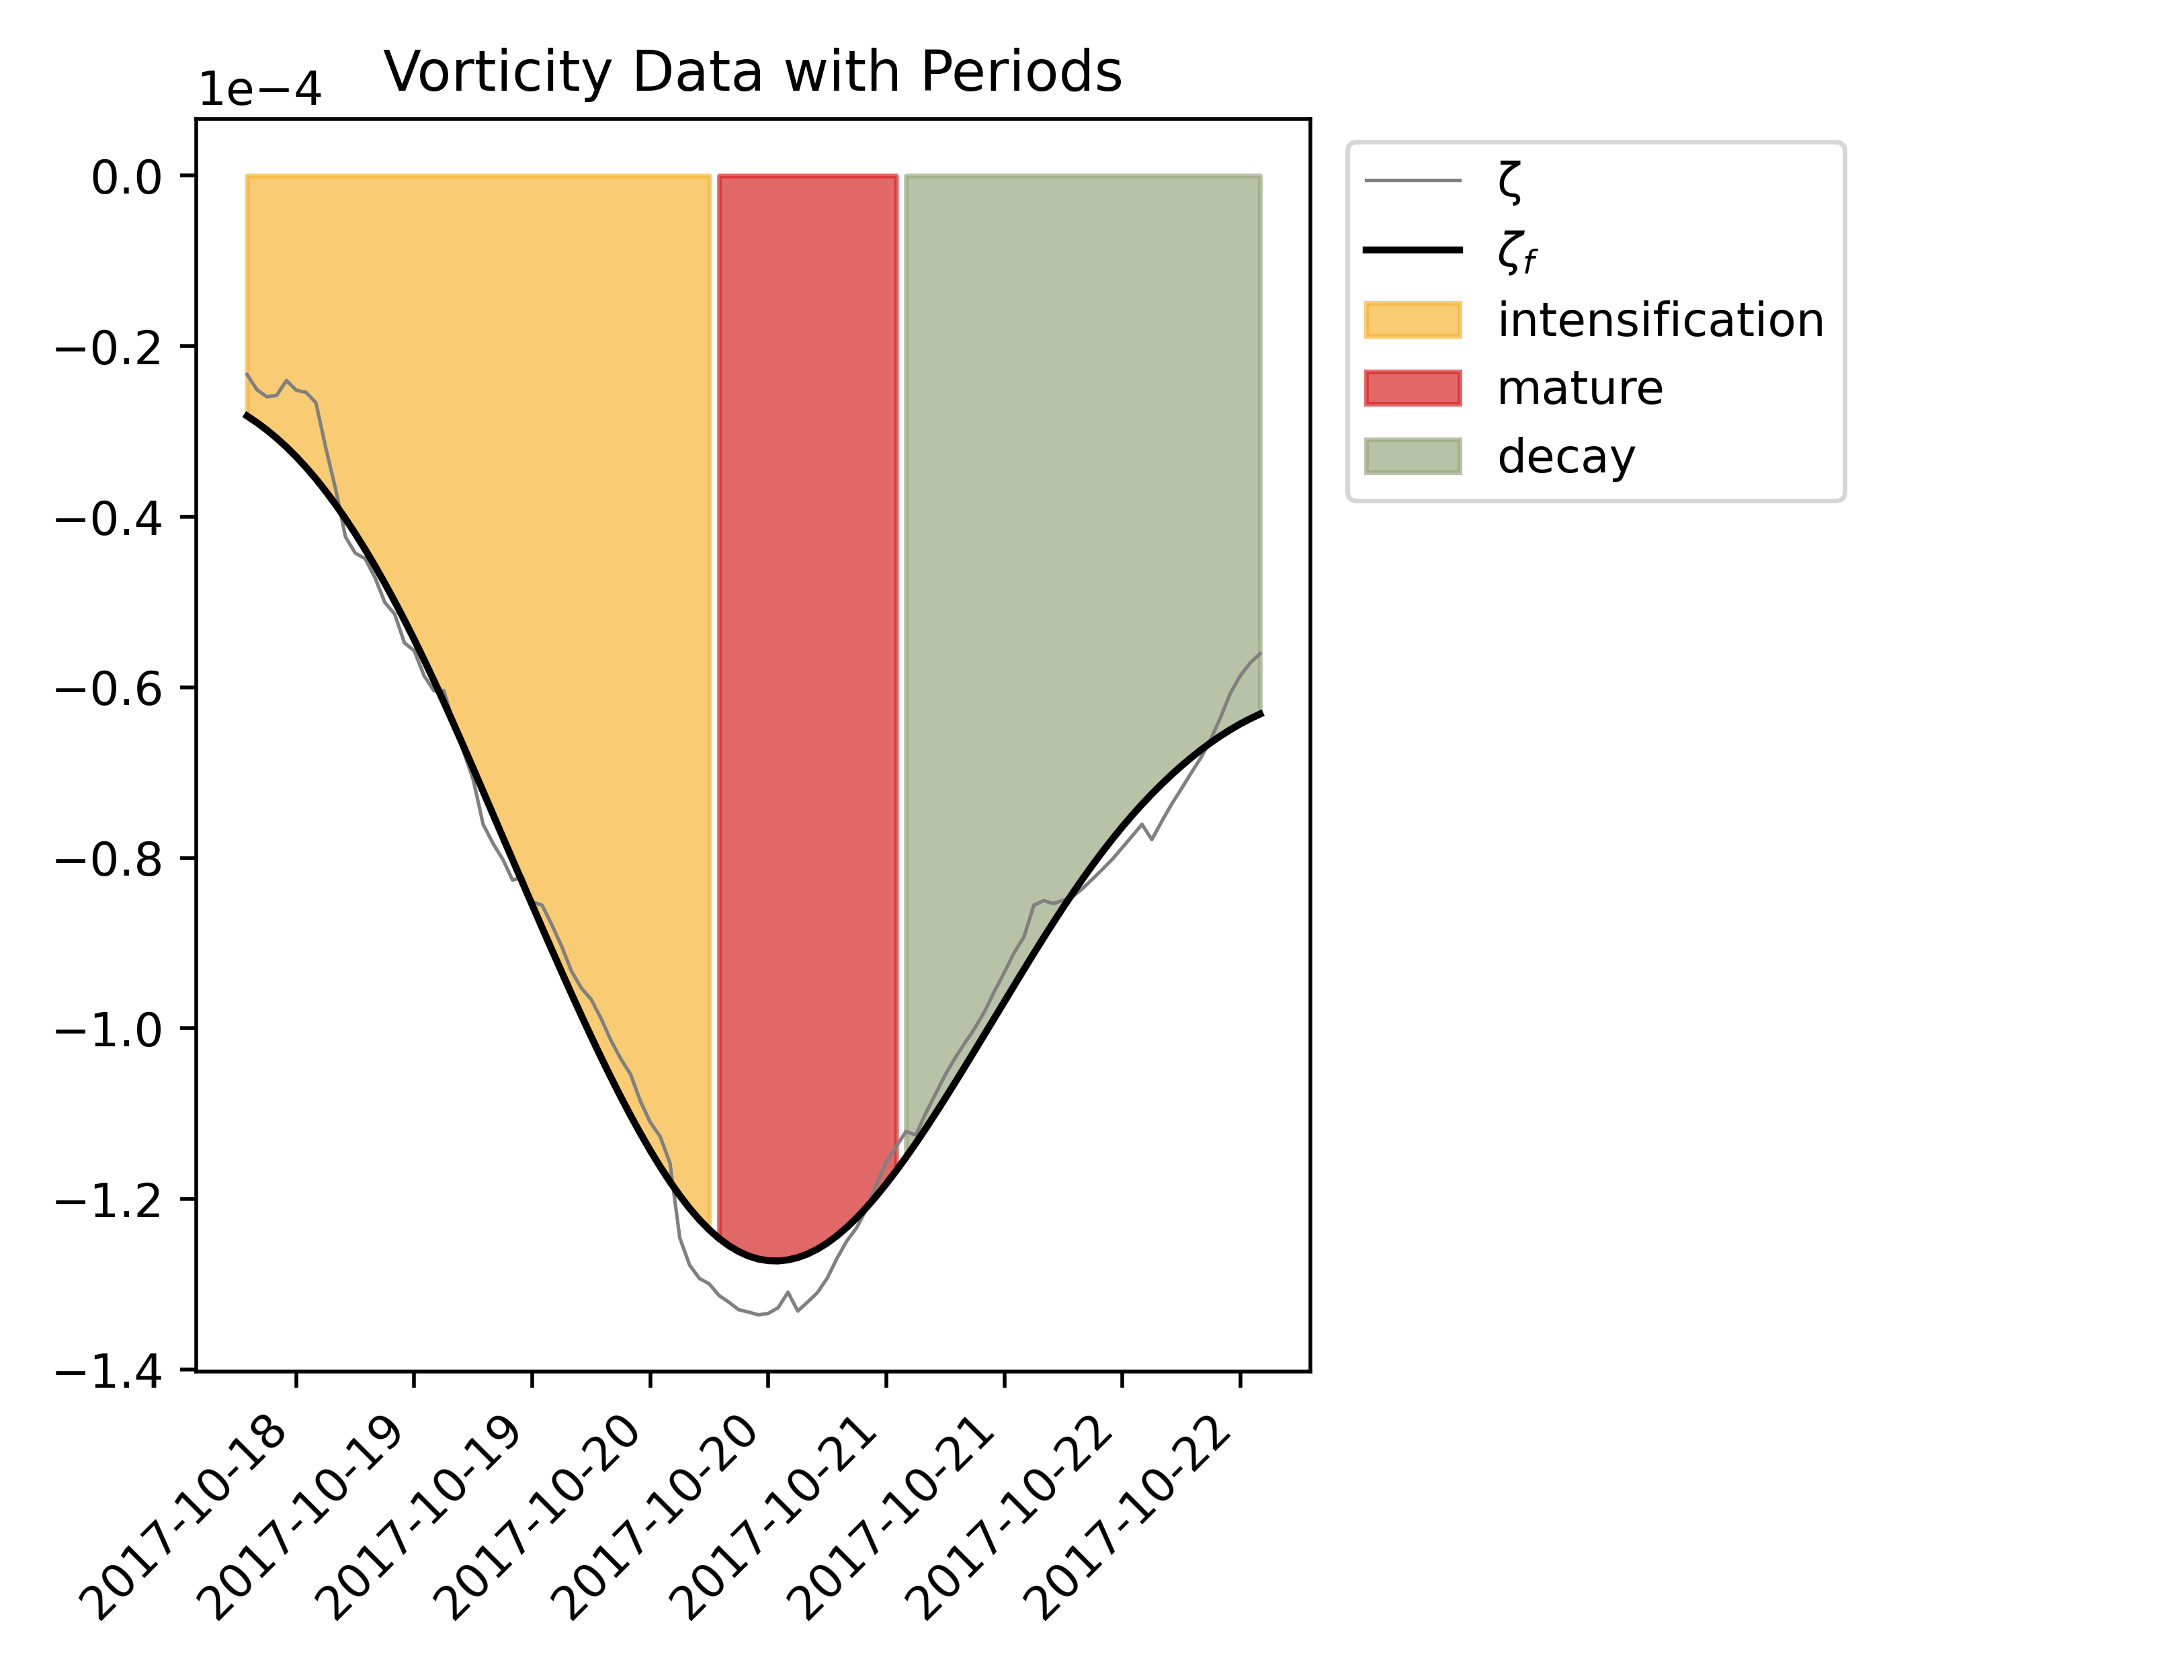 Vorticity Data with Periods
1e−4
0.0
−0.2
−0.4
−0.6
−0.8
−1.0
−1.2
−1.4
2017-10-18
2017-10-19
2017-10-19
2017-10-20
2017-10-20
2017-10-21
2017-10-21
2017-10-22
2017-10-22
ζ
ζf
intensification
mature
decay